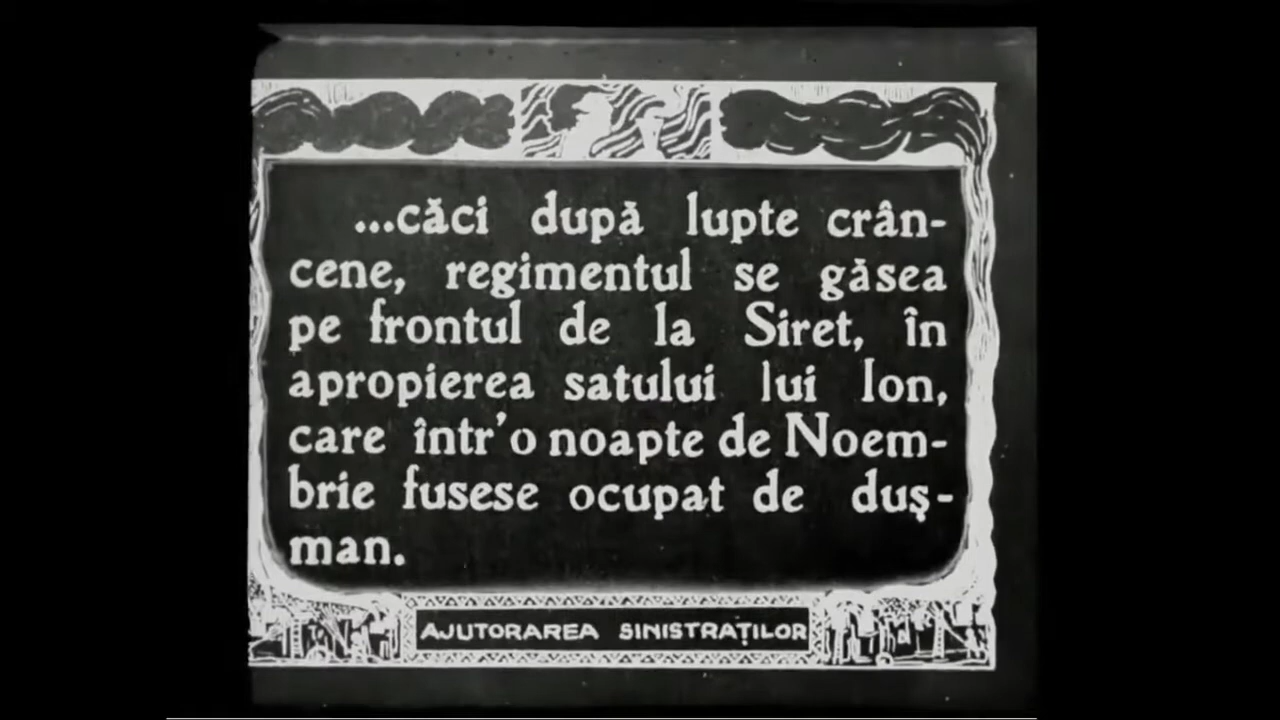 ...căci după lupte crân-
cene, regimentul se găsea
pe frontul de la Siret, în
apropierea satului lui Ion,
care într'o noapte de Noem-
brie fusese ocupat de duș-
man.
AJUTORAREA SINISTRAȚILOR